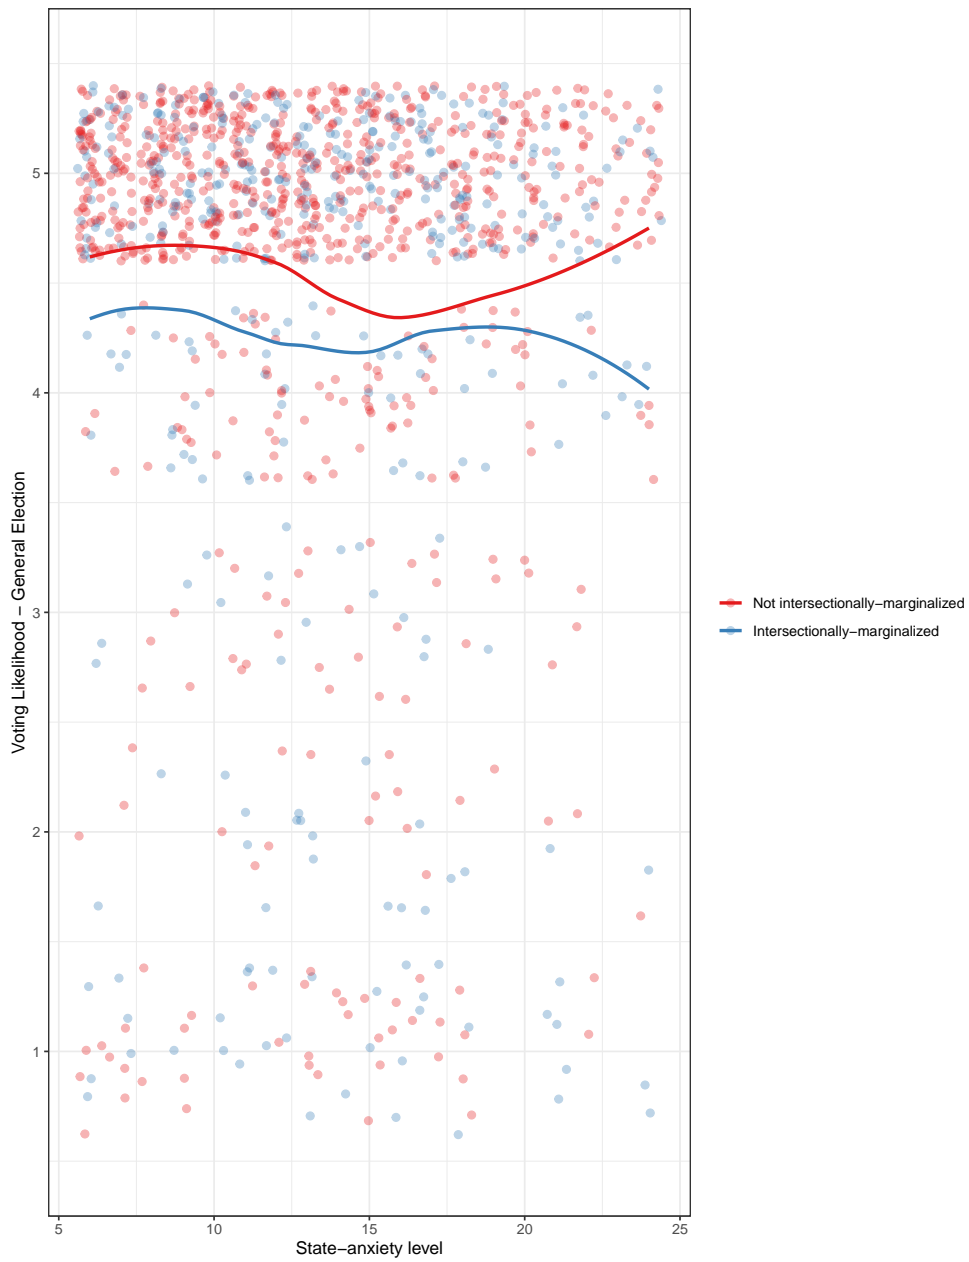 5
4
3
2
1
5
10
15
20
25
State−anxiety level
Voting Likelihood − General Election
Not intersectionally−marginalized
Intersectionally−marginalized